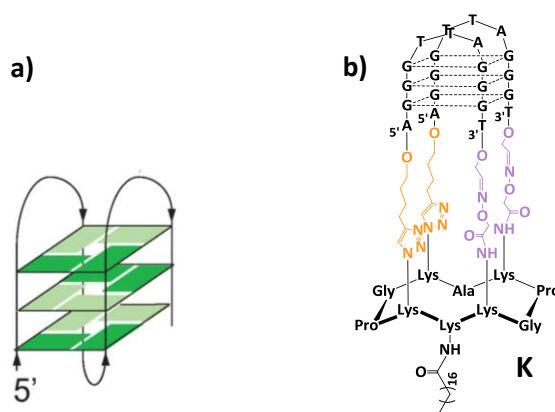 a)
5'
b)
T T A
T T A
G G G G
G G G G
G G G G
A A T T
5' 5' 3' 3'
O O O O
N N
O O
O O
NH NH
N N N N
N N
Lys Lys
Gly Ala Pro
Lys Lys
Pro Lys Gly
NH
O
16
K